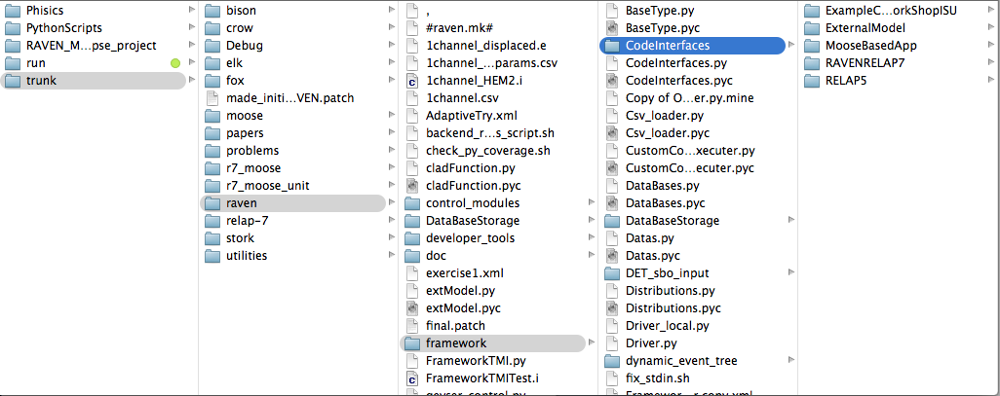 Phisics
PythonScripts
RAVEN_M...pse_project
run
trunk
bison
crow
Debug
elk
fox
made_initi...VEN.patch
moose
papers
problems
r7_moose
r7_moose_unit
raven
relap-7
stork
utilities
,
#raven.mk#
1channel_displaced.e
1channel_...params.csv
1channel_HEM2.i
1channel.csv
AdaptiveTry.xml
backend_r...s_script.sh
check_py_coverage.sh
cladFunction.py
cladFunction.pyc
control_modules
DataBaseStorage
developer_tools
doc
exercise1.xml
extModel.py
extModel.pyc
final.patch
framework
FrameworkTMI.py
FrameworkTMITest.i
geyser_control.py
BaseType.py
BaseType.pyc
CodeInterfaces
CodeInterfaces.py
CodeInterfaces.pyc
Copy of O...er.py.mine
Csv_loader.py
Csv_loader.pyc
CustomCo...xecuter.py
CustomCo...ecuter.pyc
DataBases.py
DataBases.pyc
DataBaseStorage
Datas.py
Datas.pyc
DET_sbo_input
Distributions.py
Distributions.pyc
Driver_local.py
Driver.py
dynamic_event_tree
fix_stdin.sh
Framewor...r copy.xml
ExampleC...orkShopISU
ExternalModel
MooseBasedApp
RAVENRELAP7
RELAP5